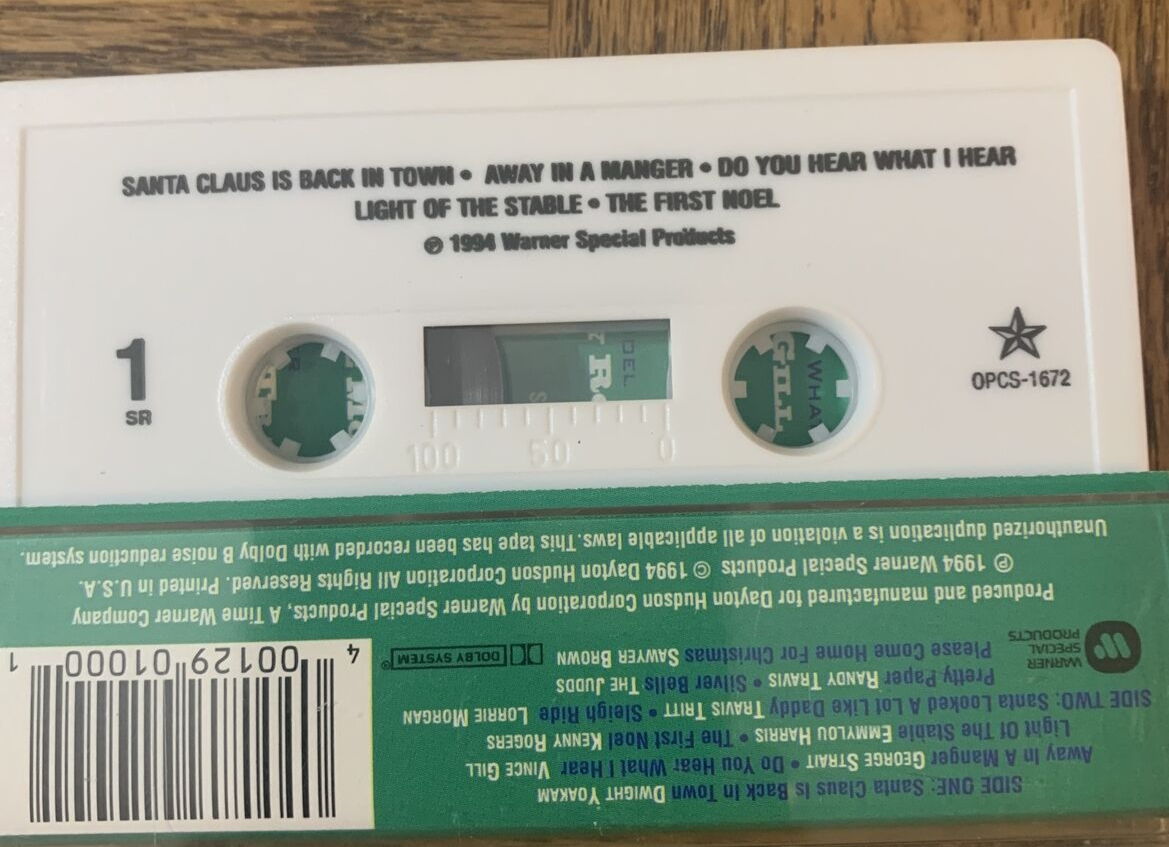 SANTA CLAUS IS BACK IN TOWN • AWAY IN A MANGER • DO YOU HEAR WHAT I HEAR
LIGHT OF THE STABLE • THE FIRST NOEL
℗ 1994 Warner Special Products
1
SR
OPCS-1672
100 50 0
GILL
WHA
SIDE ONE: Santa Claus Is Back In Town DWIGHT YOAKAM
Away In A Manger GEORGE STRAIT • Do You Hear What I Hear VINCE GILL
Light Of The Stable EMMYLOU HARRIS • The First Noel KENNY ROGERS
SIDE TWO: Santa Looked A Lot Like Daddy TRAVIS TRITT • Sleigh Ride LORRIE MORGAN
Pretty Paper RANDY TRAVIS • Silver Bells THE JUDDS
Please Come Home For Christmas SAWYER BROWN
DOLBY SYSTEM®
WARNER
SPECIAL
PRODUCTS
4 00129 01000 1
Produced and manufactured for Dayton Hudson Corporation by Warner Special Products, A Time Warner Company
℗ 1994 Warner Special Products © 1994 Dayton Hudson Corporation All Rights Reserved. Printed in U.S.A.
Unauthorized duplication is a violation of all applicable laws. This tape has been recorded with Dolby B noise reduction system.